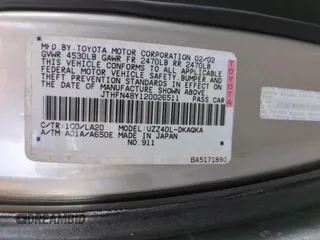 MFD.BY:TOYOTA MOTOR CORPORATION 02/02
GVWR 4530LB GAWR FR 2470LB RR 2470LB
THIS VEHICLE CONFORMS TO ALL APPLICABLE
FEDERAL MOTOR VEHICLE SAFETY, BUMPER, AND
THEFT PREVENTION STANDARDS IN EFFECT ON
THE DATE OF MANUFACTURE SHOWN ABOVE.
JTHFN48Y120026511 PASS CAR
C/TR:1C0/LA20 MODEL:UZZ40L-DKAQKA
A/TM:A01A/A650E MADE IN JAPAN
NO.911
TOYOTA
BA5171890
DREAMBID